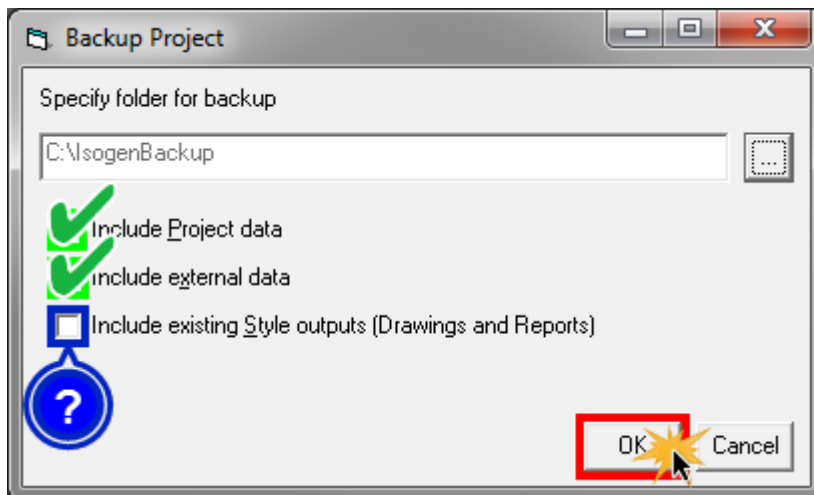 Backup Project
Specify folder for backup
C:\IsogenBackup
...
Include Project data
Include external data
Include existing Style outputs (Drawings and Reports)
?
OK
Cancel